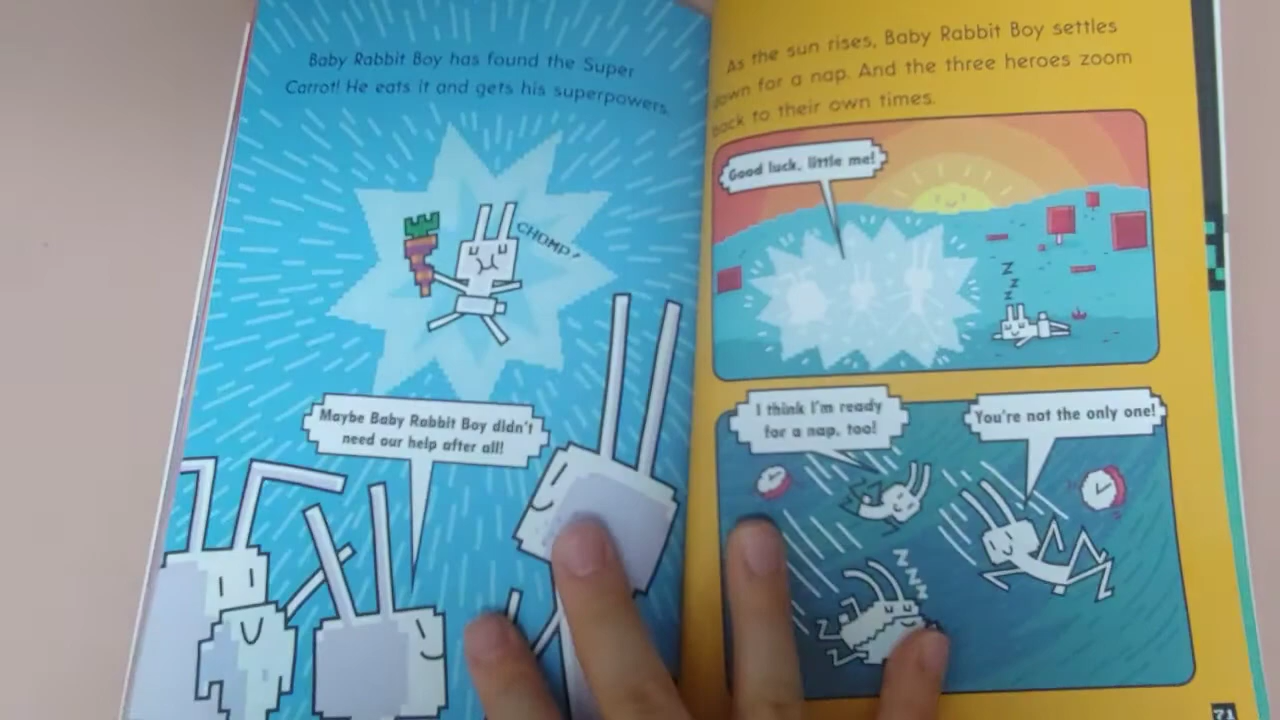 Baby Rabbit Boy has found the Super
Carrot! He eats it and gets his superpowers.
CHOMP!
Maybe Baby Rabbit Boy didn't
need our help after all!
As the sun rises, Baby Rabbit Boy settles
down for a nap. And the three heroes zoom
back to their own times.
Good luck, little me!
Z
Z
Z
I think I'm ready
for a nap, too!
You're not the only one!
Z
Z
Z
71